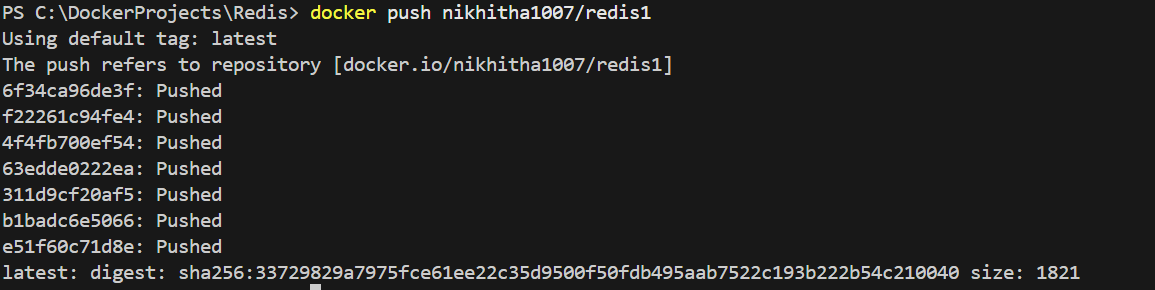 PS C:\DockerProjects\Redis> docker push nikhitha1007/redis1
Using default tag: latest
The push refers to repository [docker.io/nikhitha1007/redis1]
6f34ca96de3f: Pushed
f22261c94fe4: Pushed
4f4fb700ef54: Pushed
63edde0222ea: Pushed
311d9cf20af5: Pushed
b1badc6e5066: Pushed
e51f60c71d8e: Pushed
latest: digest: sha256:33729829a7975fce61ee22c35d9500f50fdb495aab7522c193b222b54c210040 size: 1821